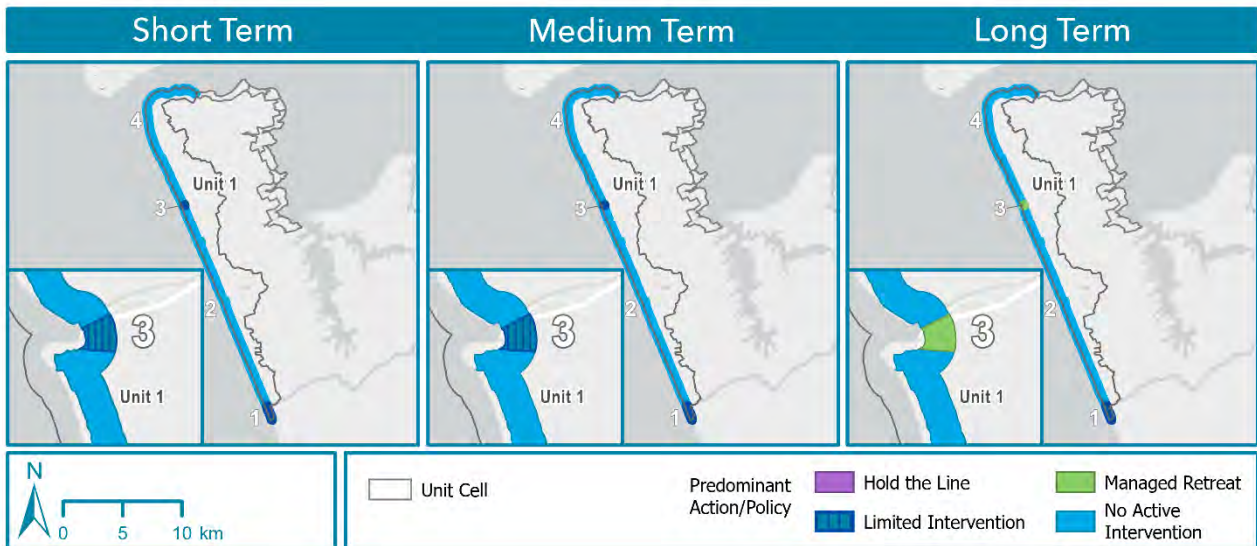 Short Term
Medium Term
Long Term
4
Unit 1
3
2
1
3
Unit 1
4
Unit 1
3
2
1
3
Unit 1
4
Unit 1
3
2
1
3
Unit 1
N
0 5 10 km
Unit Cell
Predominant
Action/Policy
Hold the Line
Limited Intervention
Managed Retreat
No Active
Intervention